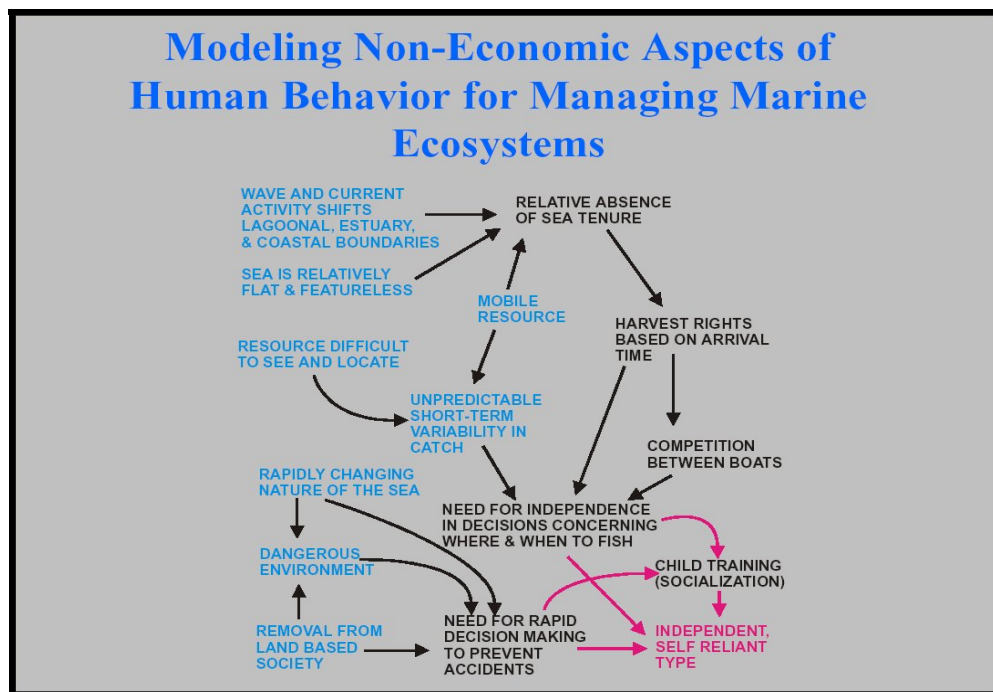 Modeling Non-Economic Aspects of
Human Behavior for Managing Marine
Ecosystems
WAVE AND CURRENT
ACTIVITY SHIFTS
LAGOONAL, ESTUARY,
& COASTAL BOUNDARIES
RELATIVE ABSENCE
OF SEA TENURE
SEA IS RELATIVELY
FLAT & FEATURELESS
MOBILE
RESOURCE
HARVEST RIGHTS
BASED ON ARRIVAL
TIME
RESOURCE DIFFICULT
TO SEE AND LOCATE
UNPREDICTABLE
SHORT-TERM
VARIABILITY IN
CATCH
COMPETITION
BETWEEN BOATS
RAPIDLY CHANGING
NATURE OF THE SEA
NEED FOR INDEPENDENCE
IN DECISIONS CONCERNING
WHERE & WHEN TO FISH
DANGEROUS
ENVIRONMENT
CHILD TRAINING
(SOCIALIZATION)
REMOVAL FROM
LAND BASED
SOCIETY
NEED FOR RAPID
DECISION MAKING
TO PREVENT
ACCIDENTS
INDEPENDENT,
SELF RELIANT
TYPE